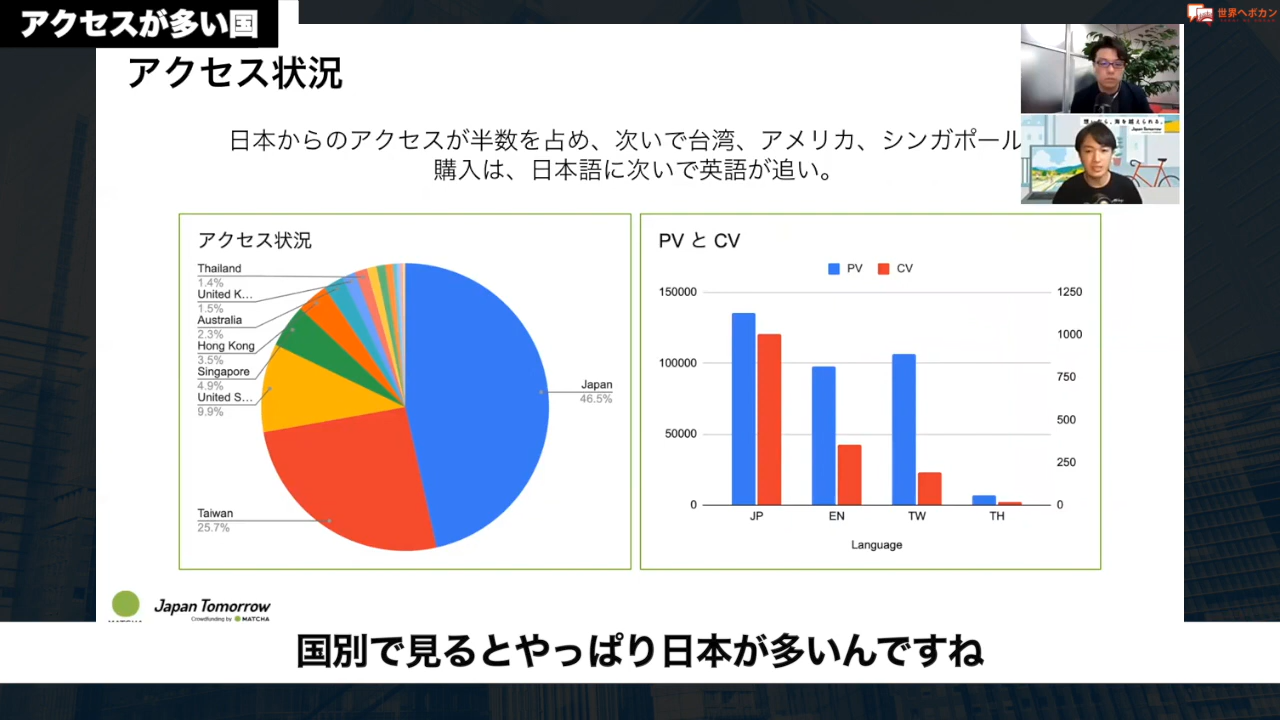 アクセスが多い国
世界へボカン
アクセス状況
日本からのアクセスが半数を占め、次いで台湾、アメリカ、シンガポール
購入は、日本語に次いで英語が追い。
Japan Tomorrow
アクセス状況
Thailand
1.4%
United K...
1.5%
Australia
2.3%
Hong Kong
3.5%
Singapore
4.9%
United S...
9.9%
Japan
46.5%
Taiwan
25.7%
PV と CV
PV
CV
150000
100000
50000
0
1250
1000
750
500
250
0
JP
EN
TW
TH
Language
Japan Tomorrow
Crowdfunding by MATCHA
国別で見るとやっぱり日本が多いんですね